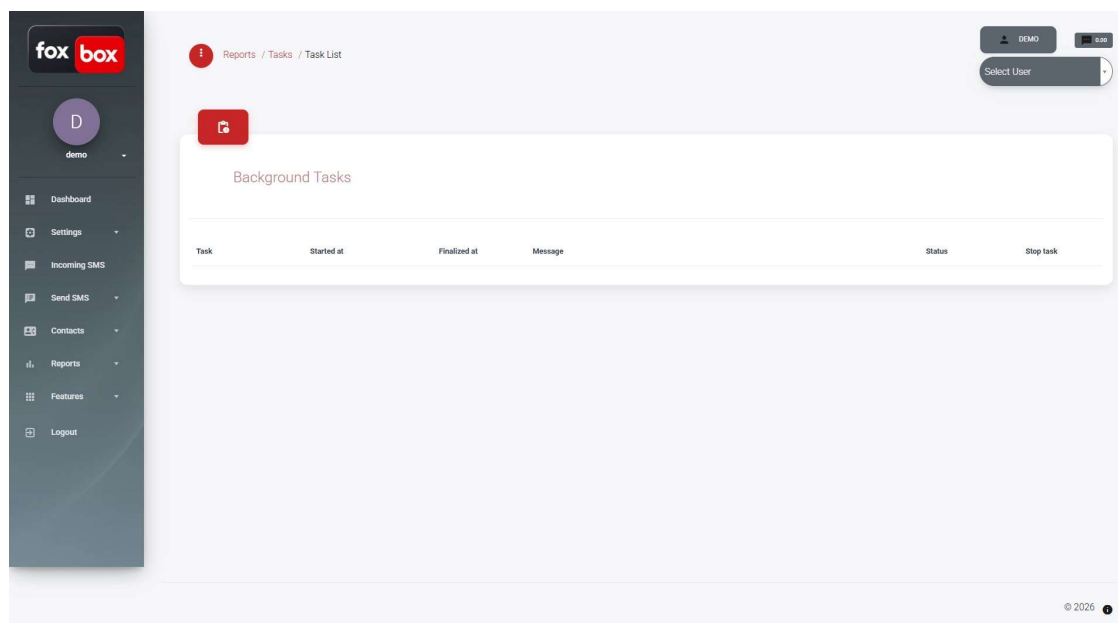 fox box
D
demo
Dashboard
Settings
Incoming SMS
Send SMS
Contacts
Reports
Features
Logout
Reports / Tasks / Task List
DEMO
0.00
Select User
Background Tasks
Task Started at Finalized at Message Status Stop task
© 2026